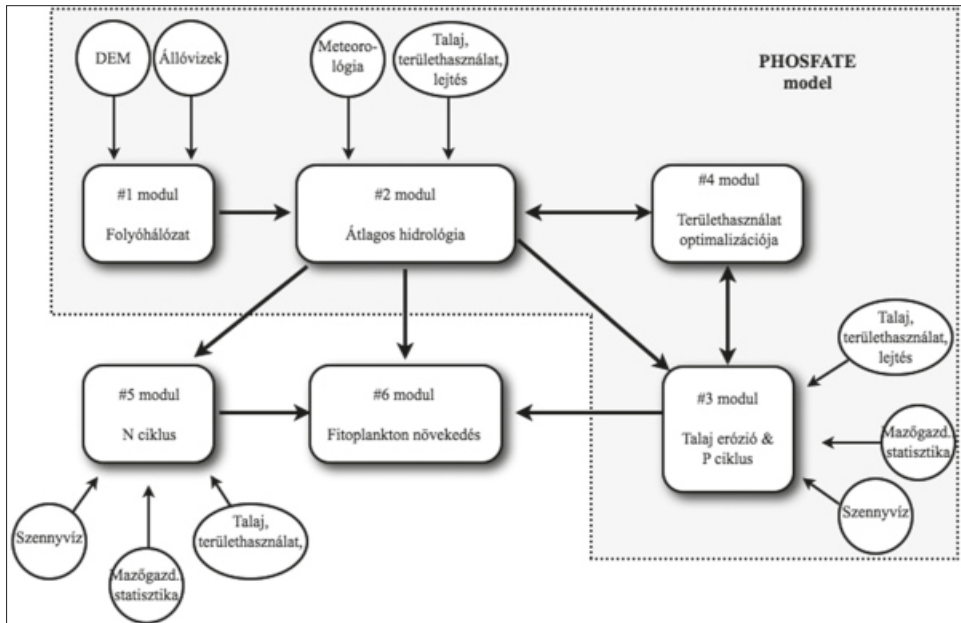 DEM
Állóvizek
Meteoro-
lógia
Talaj,
területhasználat,
lejtés
PHOSFATE
model
#1 modul
Folyóhálózat
#2 modul
Átlagos hidrológia
#4 modul
Területhasználat
optimalizációja
Talaj,
területhasználat,
lejtés
#5 modul
N ciklus
#6 modul
Fitoplankton növekedés
#3 modul
Talaj erózió &
P ciklus
Mazőgazd.
statisztika
Szennyvíz
Szennyvíz
Mazőgazd.
statisztika
Talaj,
területhasználat,